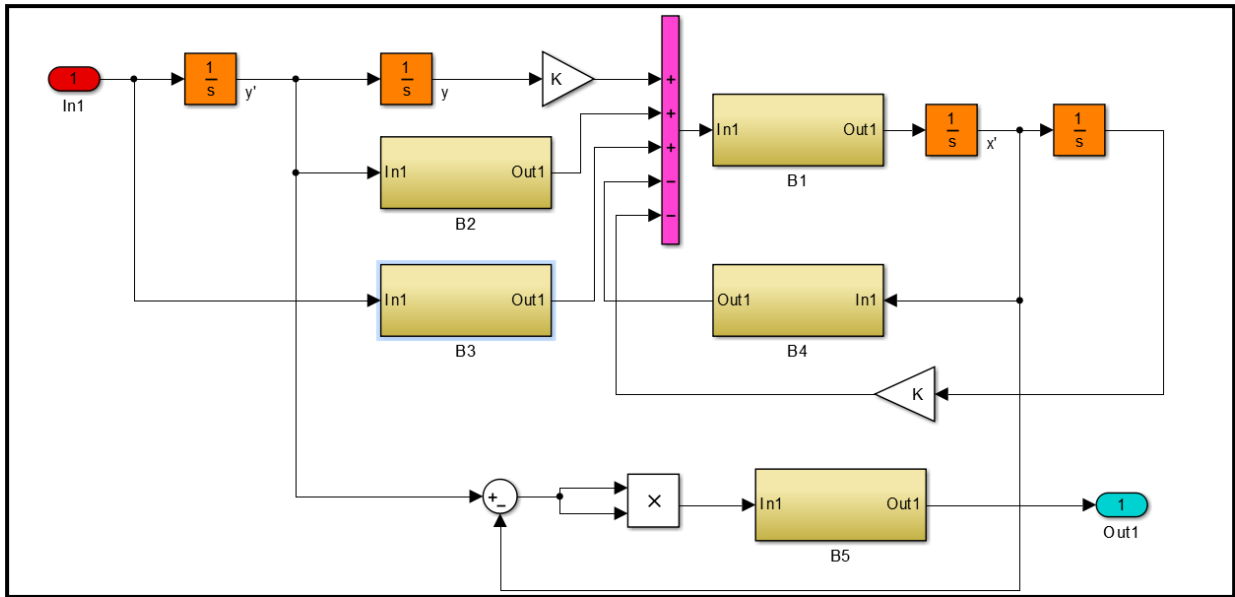 1
In1
1
s
y'
1
s
y
K
+
+
+
−
−
In1 Out1
B1
1
s
x'
1
s
In1 Out1
B2
In1 Out1
B3
Out1 In1
B4
K
+
−
×
In1 Out1
B5
1
Out1